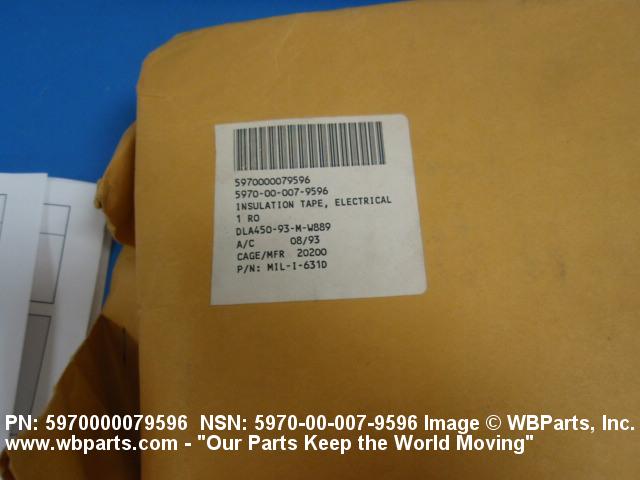 5970000079596
5970-00-007-9596
INSULATION TAPE, ELECTRICAL
1 RO
DLA450-93-M-W889
A/C 08/93
CAGE/MFR 20200
P/N: MIL-I-631D
PN: 5970000079596 NSN: 5970-00-007-9596 Image © WBParts, Inc.
www.wbparts.com - "Our Parts Keep the World Moving"